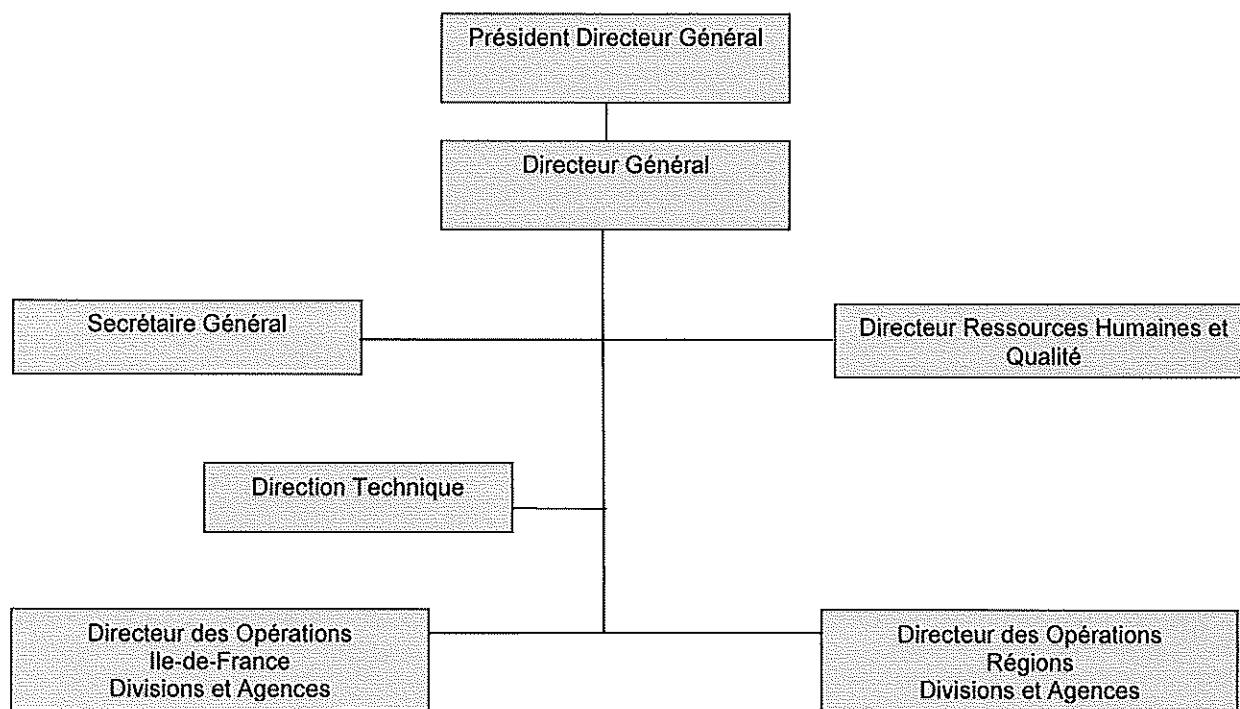 Président Directeur Général
Directeur Général
Secrétaire Général
Directeur Ressources Humaines et
Qualité
Direction Technique
Directeur des Opérations
Ile-de-France
Divisions et Agences
Directeur des Opérations
Régions
Divisions et Agences